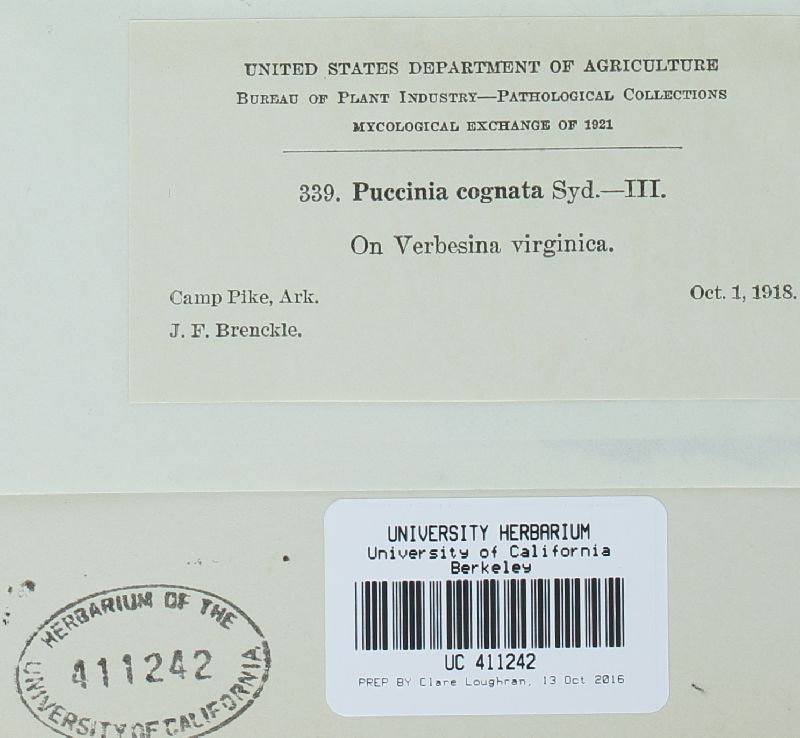 UNITED STATES DEPARTMENT OF AGRICULTURE
BUREAU OF PLANT INDUSTRY—PATHOLOGICAL COLLECTIONS
MYCOLOGICAL EXCHANGE OF 1921
339. Puccinia cognata Syd.—III.
On Verbesina virginica.
Camp Pike, Ark. Oct. 1, 1918.
J. F. Brenckle.
UNIVERSITY HERBARIUM
University of California
Berkeley
UC 411242
PREP BY Clare Loughran, 13 Oct 2016
HERBARIUM OF THE
411242
UNIVERSITY OF CALIFORNIA